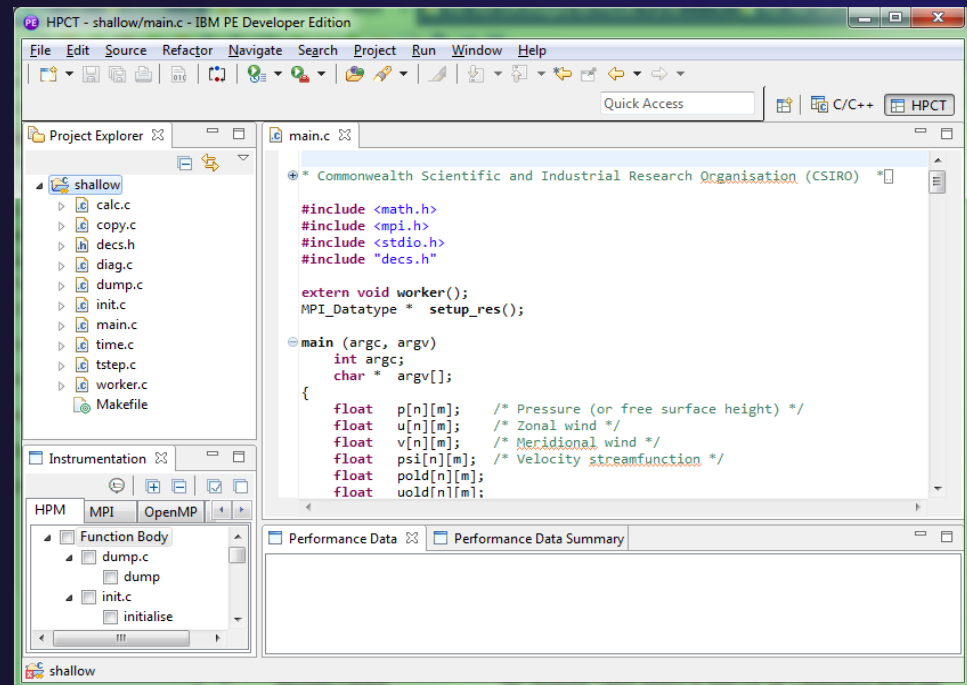 PE HPCT - shallow/main.c - IBM PE Developer Edition
File Edit Source Refactor Navigate Search Project Run Window Help
Quick Access C/C++ HPCT
Project Explorer
shallow
calc.c
copy.c
decs.h
diag.c
dump.c
init.c
main.c
time.c
tstep.c
worker.c
Makefile
main.c
* Commonwealth Scientific and Industrial Research Organisation (CSIRO) *
#include <math.h>
#include <mpi.h>
#include <stdio.h>
#include "decs.h"
extern void worker();
MPI_Datatype * setup_res();
main (argc, argv)
int argc;
char * argv[];
{
float p[n][m]; /* Pressure (or free surface height) */
float u[n][m]; /* Zonal wind */
float v[n][m]; /* Meridional wind */
float psi[n][m]; /* Velocity streamfunction */
float pold[n][m];
float uold[n][m];
Instrumentation
HPM MPI OpenMP
Function Body
dump.c
dump
init.c
initialise
Performance Data Performance Data Summary
shallow